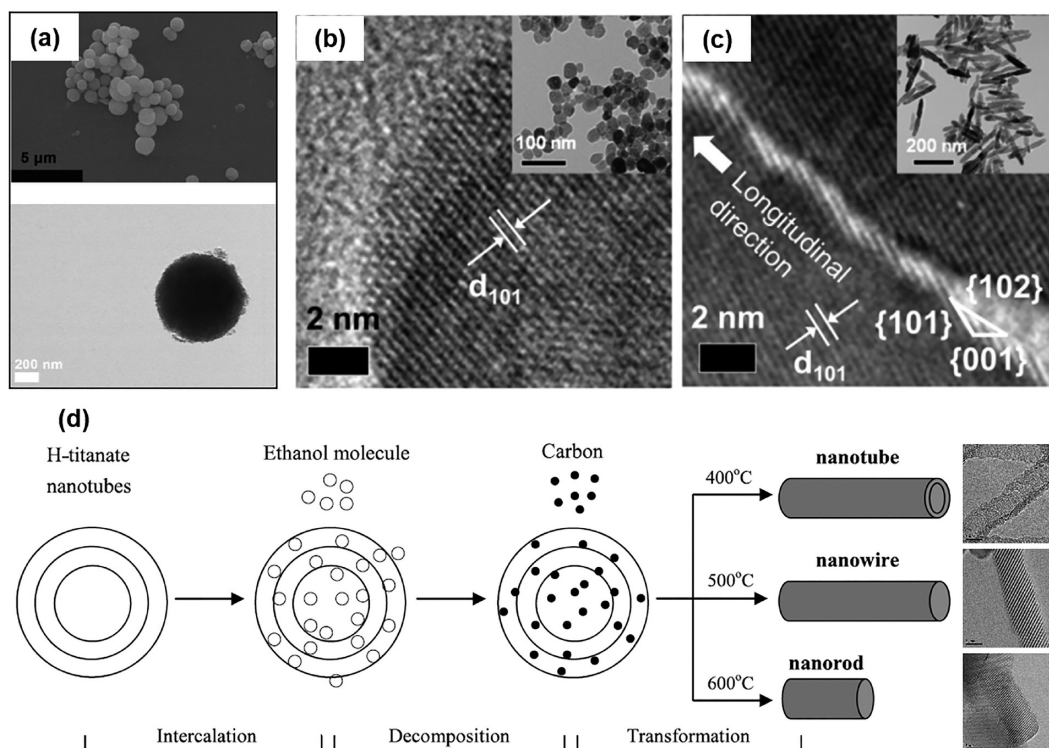 (a)
5 µm
200 nm
(b)
100 nm
d101
2 nm
(c)
200 nm
Longitudinal
direction
2 nm
d101
{101}
{102}
{001}
(d)
H-titanate
nanotubes
Ethanol molecule
Carbon
400°C
nanotube
500°C
nanowire
600°C
nanorod
Intercalation
Decomposition
Transformation